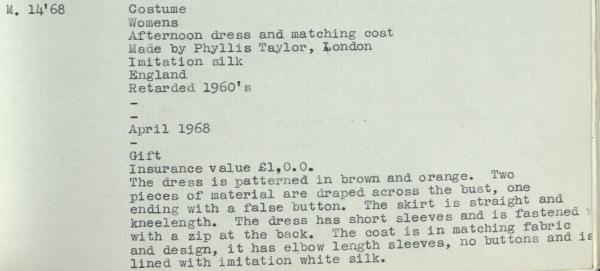 M. 14'68 Costume
Womens
Afternoon dress and matching coat
Made by Phyllis Taylor, London
Imitation silk
England
Retarded 1960's
-
-
April 1968
-
Gift
Insurance value £1,0.0.
The dress is patterned in brown and orange. Two
pieces of material are draped across the bust, one
ending with a false button. The skirt is straight and
kneelength. The dress has short sleeves and is fastened
with a zip at the back. The coat is in matching fabric
and design, it has elbow length sleeves, no buttons and is
lined with imitation white silk.